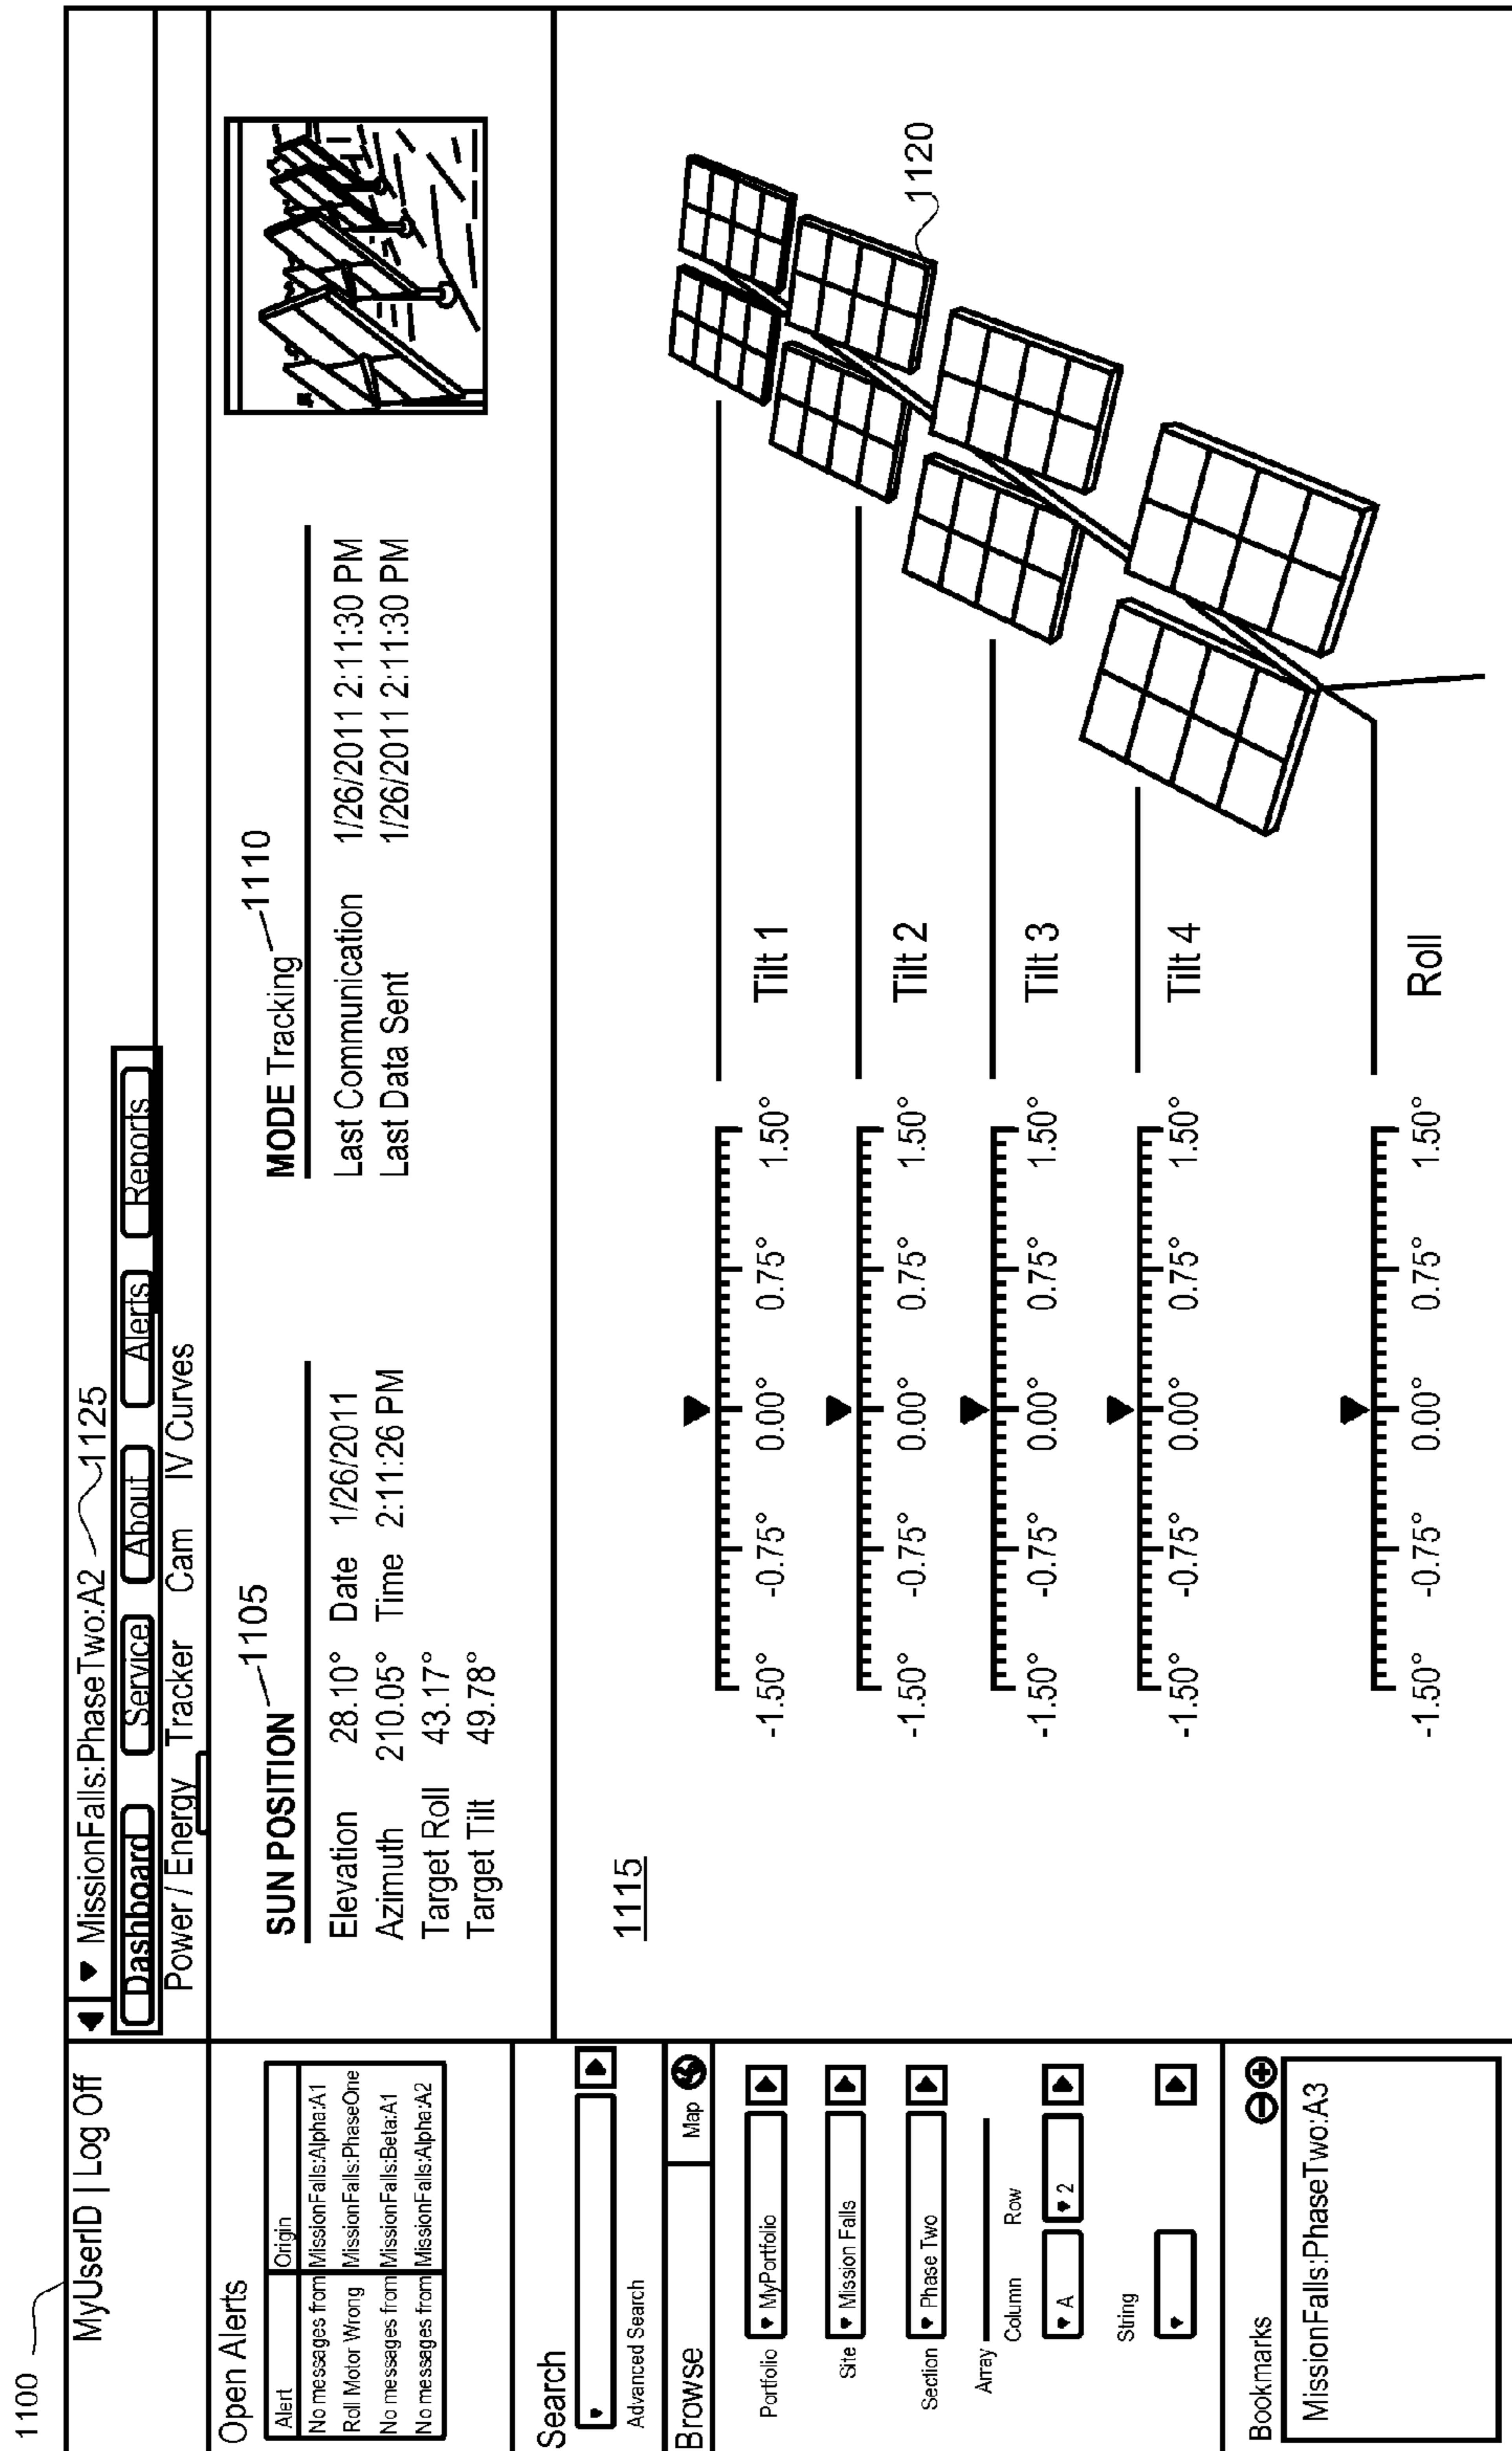 1100
MyUserID | Log Off
MissionFalls:PhaseTwo:A2
1125
Dashboard Service About Alerts Reports
Power / Energy Tracker Cam IV Curves
Open Alerts
Alert Origin
No messages from MissionFalls:Alpha:A1
Roll Motor Wrong MissionFalls:PhaseOne
No messages from MissionFalls:Beta:A1
No messages from MissionFalls:Alpha:A2
Search
Advanced Search
Browse Map
Portfolio MyPortfolio
Site Mission Falls
Section Phase Two
Array
Column Row
A 2
String
Bookmarks
MissionFalls:PhaseTwo:A3
SUN POSITION 1105
Elevation 28.10° Date 1/26/2011
Azimuth 210.05° Time 2:11:26 PM
Target Roll 43.17°
Target Tilt 49.78°
MODE Tracking 1110
Last Communication 1/26/2011 2:11:30 PM
Last Data Sent 1/26/2011 2:11:30 PM
1115
-1.50° -0.75° 0.00° 0.75° 1.50° Tilt 1
-1.50° -0.75° 0.00° 0.75° 1.50° Tilt 2
-1.50° -0.75° 0.00° 0.75° 1.50° Tilt 3
-1.50° -0.75° 0.00° 0.75° 1.50° Tilt 4
-1.50° -0.75° 0.00° 0.75° 1.50° Roll
1120